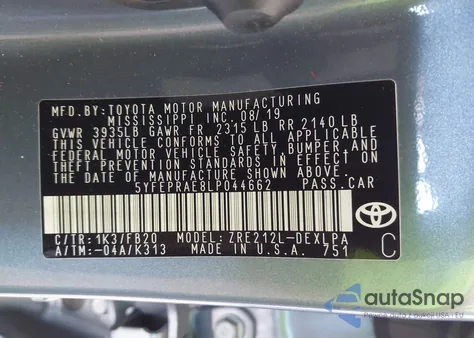 MFD.BY:TOYOTA MOTOR MANUFACTURING
MISSISSIPPI INC. 08/19
GVWR 3935LB GAWR FR 2315 LB RR 2140 LB
THIS VEHICLE CONFORMS TO ALL APPLICABLE
FEDERAL MOTOR VEHICLE SAFETY, BUMPER, AND
THEFT PREVENTION STANDARDS IN EFFECT ON
THE DATE OF MANUFACTURE SHOWN ABOVE.
5YFEPRAE8LP044662 PASS.CAR
C/TR: 1K3/FB20 MODEL: ZRE212L-DEXLPA
A/TM: -04A/K313 MADE IN U.S.A. 751
C
autoSnap